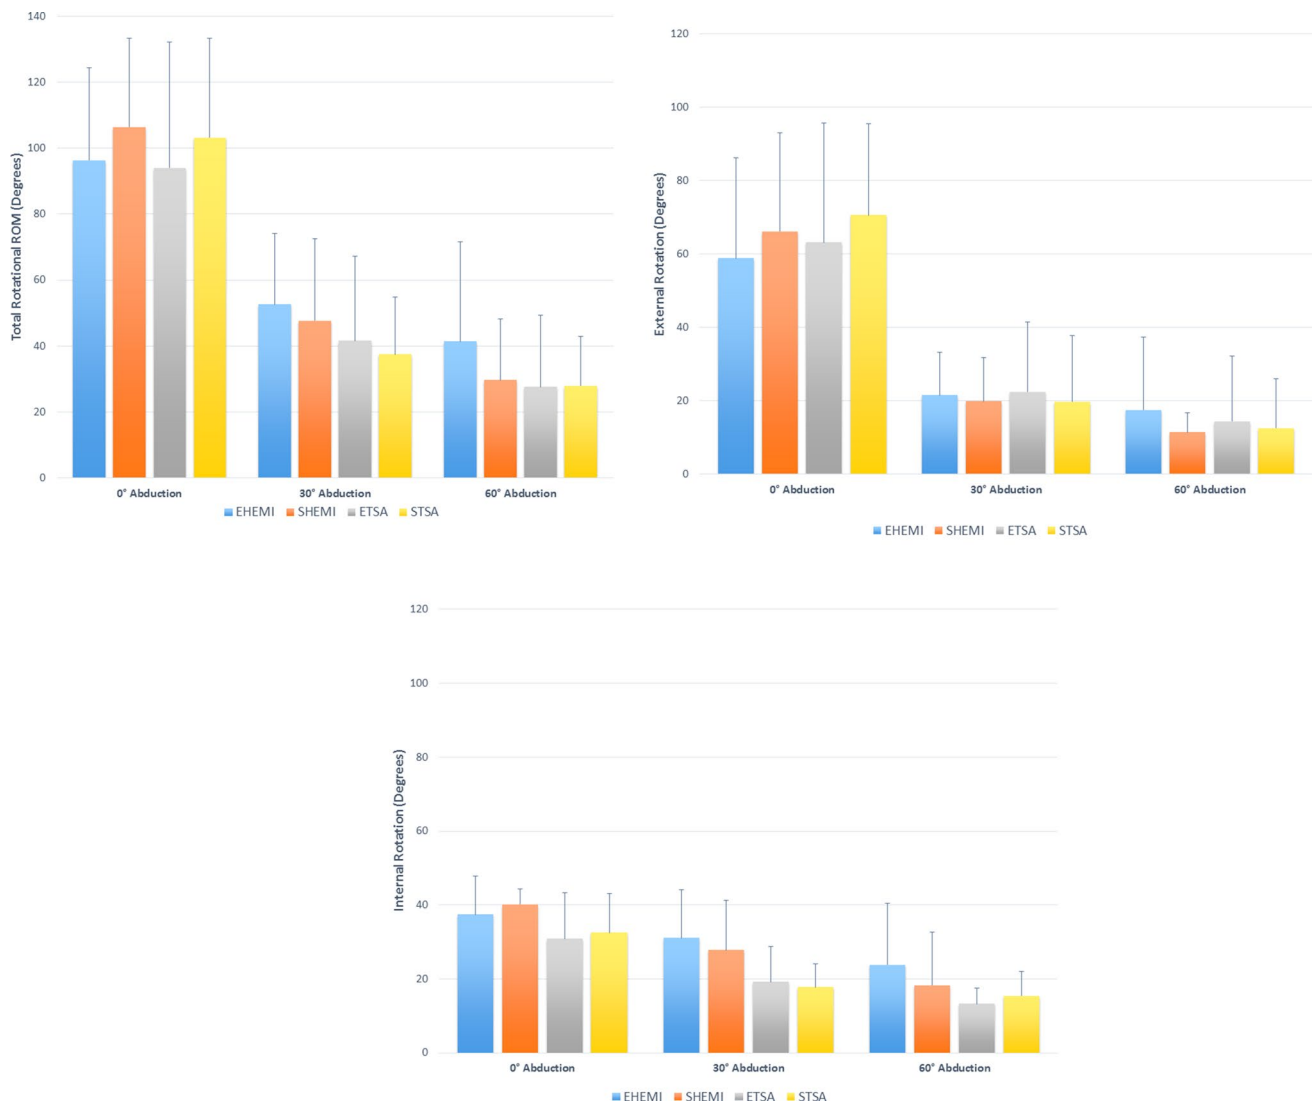 Total Rotational ROM (Degrees)
140
120
100
80
60
40
20
0
0° Abduction
30° Abduction
60° Abduction
EHEMI SHEMI ETSA STSA
External Rotation (Degrees)
120
100
80
60
40
20
0
0° Abduction
30° Abduction
60° Abduction
EHEMI SHEMI ETSA STSA
Internal Rotation (Degrees)
120
100
80
60
40
20
0
0° Abduction
30° Abduction
60° Abduction
EHEMI SHEMI ETSA STSA